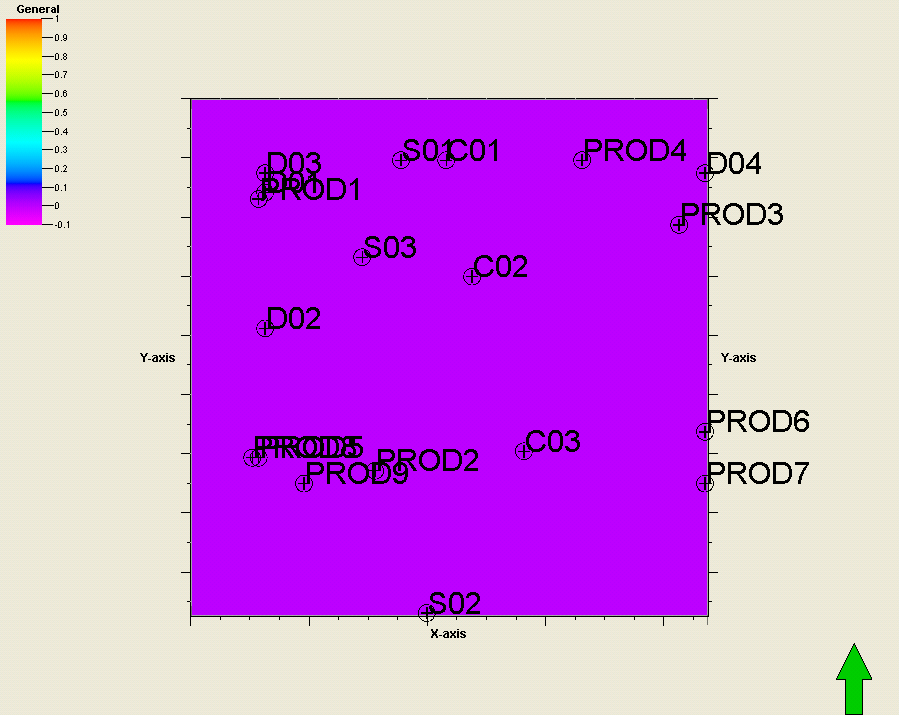 General
1
0.9
0.8
0.7
0.6
0.5
0.4
0.3
0.2
0.1
0
-0.1
S01
C01
PROD4
D03
D04
PROD1
PROD3
S03
C02
D02
Y-axis
Y-axis
PROD6
C03
PROD2
PROD9
PROD7
S02
X-axis